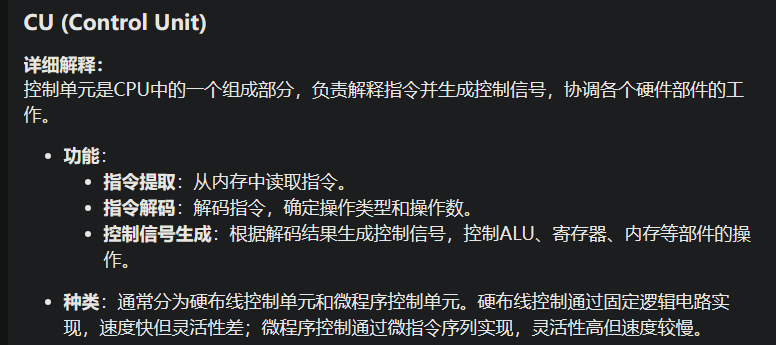 CU (Control Unit)
详细解释：
控制单元是CPU中的一个组成部分，负责解释指令并生成控制信号，协调各个硬件部件的工
作。
功能：
指令提取：从内存中读取指令。
指令解码：解码指令，确定操作类型和操作数。
控制信号生成：根据解码结果生成控制信号，控制ALU、寄存器、内存等部件的操
作。
种类：通常分为硬布线控制单元和微程序控制单元。硬布线控制通过固定逻辑电路实
现，速度快但灵活性差；微程序控制通过微指令序列实现，灵活性高但速度较慢。